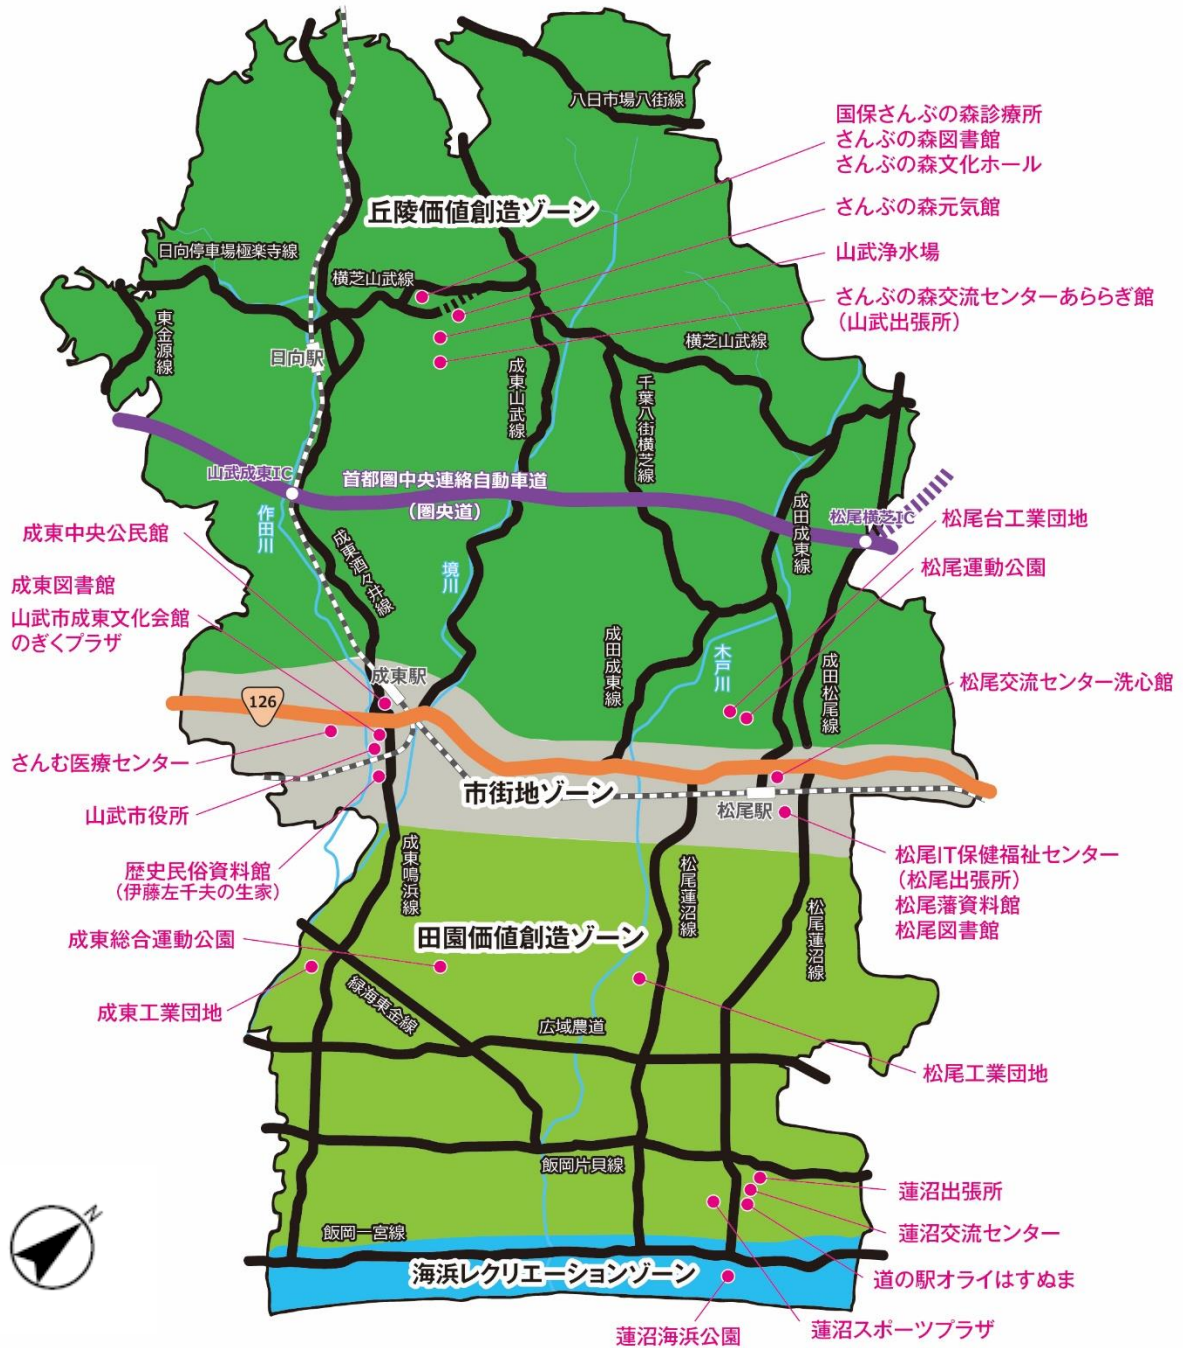 八日市場八街線
国保さんぶの森診療所
さんぶの森図書館
さんぶの森文化ホール
さんぶの森元気館
山武浄水場
さんぶの森交流センターあららぎ館
（山武出張所）
丘陵価値創造ゾーン
日向停車場極楽寺線
横芝山武線
東金源線
日向駅
成東山武線
千葉八街横芝線
横芝山武線
山武成東IC
首都圏中央連絡自動車道
（圏央道）
作田川
成東酒々井線
境川
成田成東線
松尾横芝IC
松尾台工業団地
松尾運動公園
成東中央公民館
成東図書館
山武市成東文化会館
のぎくプラザ
成東駅
成田成東線
木戸川
成田松尾線
松尾交流センター洗心館
126
さんむ医療センター
山武市役所
市街地ゾーン
松尾駅
歴史民俗資料館
（伊藤左千夫の生家）
成東鳴浜線
松尾蓮沼線
松尾蓮沼線
松尾IT保健福祉センター
（松尾出張所）
松尾藩資料館
松尾図書館
成東総合運動公園
田園価値創造ゾーン
成東工業団地
緑海東金線
広域農道
松尾工業団地
飯岡片貝線
蓮沼出張所
蓮沼交流センター
道の駅オライはすぬま
飯岡一宮線
海浜レクリエーションゾーン
蓮沼海浜公園
蓮沼スポーツプラザ
N